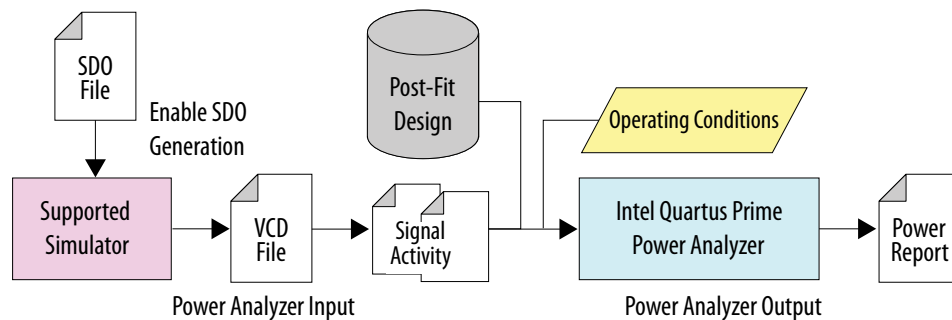 SDO
File
Enable SDO
Generation
Post-Fit
Design
Operating Conditions
Supported
Simulator
VCD
File
Signal
Activity
Intel Quartus Prime
Power Analyzer
Power
Report
Power Analyzer Input
Power Analyzer Output